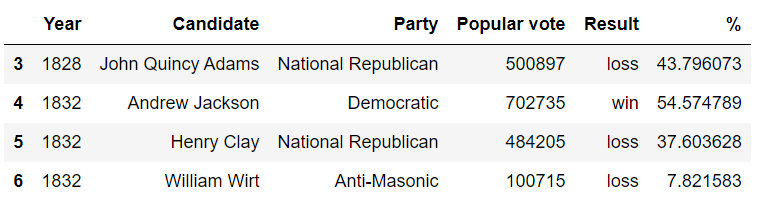 Year Candidate Party Popular vote Result %
3 1828 John Quincy Adams National Republican 500897 loss 43.796073
4 1832 Andrew Jackson Democratic 702735 win 54.574789
5 1832 Henry Clay National Republican 484205 loss 37.603628
6 1832 William Wirt Anti-Masonic 100715 loss 7.821583